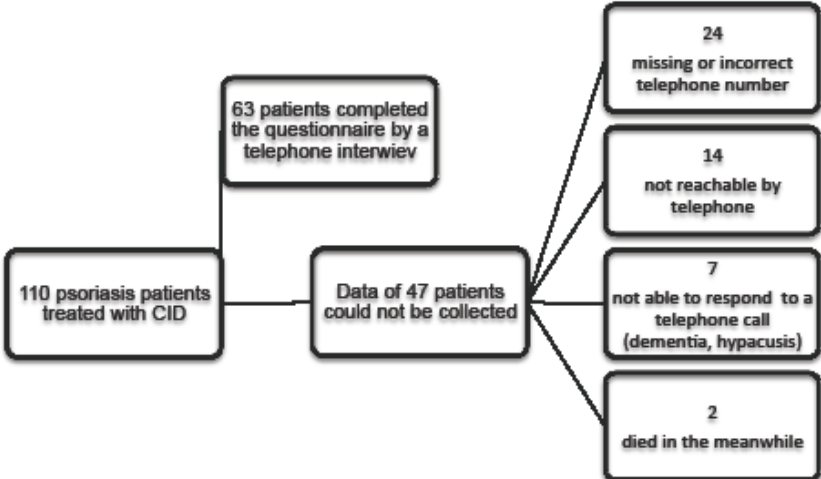 110 psoriasis patients
treated with CID
63 patients completed
the questionnaire by a
telephone interwiev
Data of 47 patients
could not be collected
24
missing or incorrect
telephone number
14
not reachable by
telephone
7
not able to respond to a
telephone call
(dementia, hypacusis)
2
died in the meanwhile